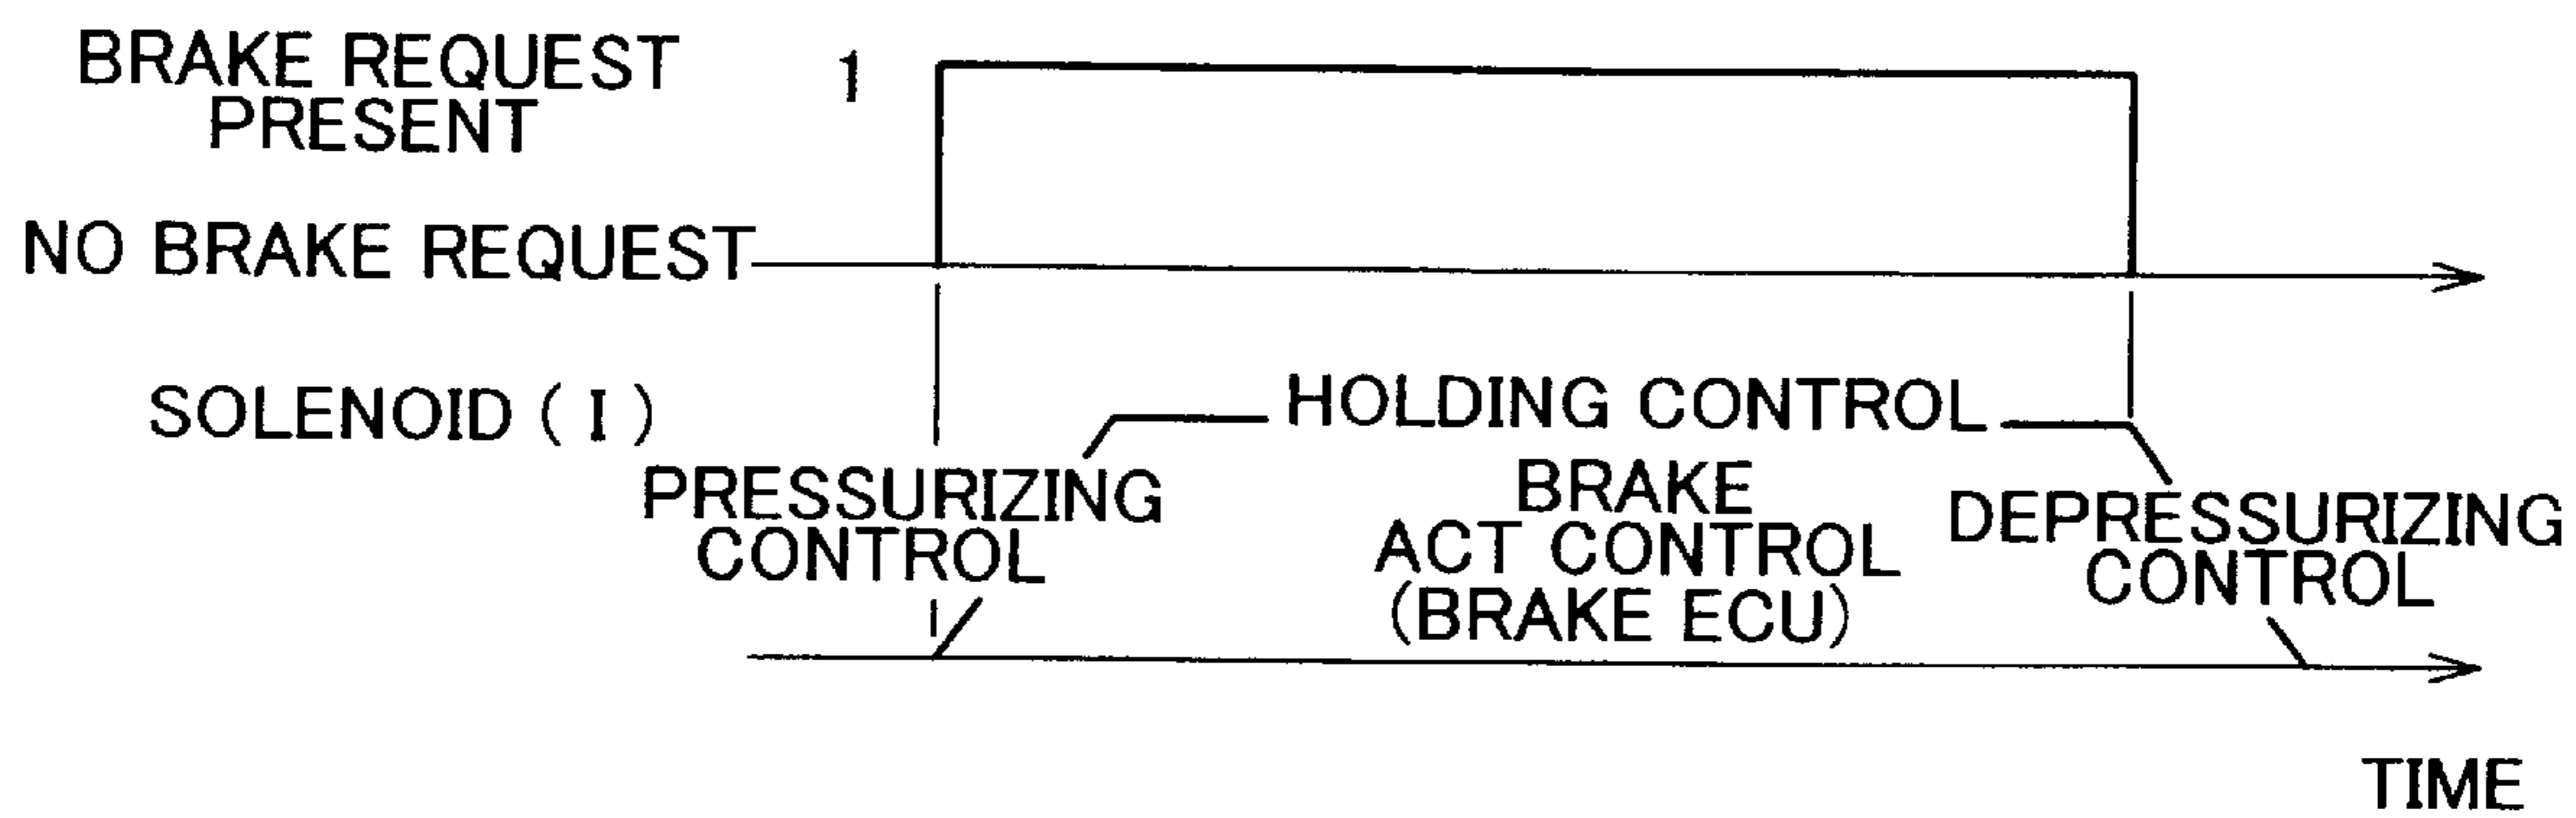 BRAKE REQUEST
PRESENT
1
NO BRAKE REQUEST
SOLENOID ( I )
HOLDING CONTROL
PRESSURIZING
CONTROL
BRAKE
ACT CONTROL
(BRAKE ECU)
DEPRESSURIZING
CONTROL
TIME